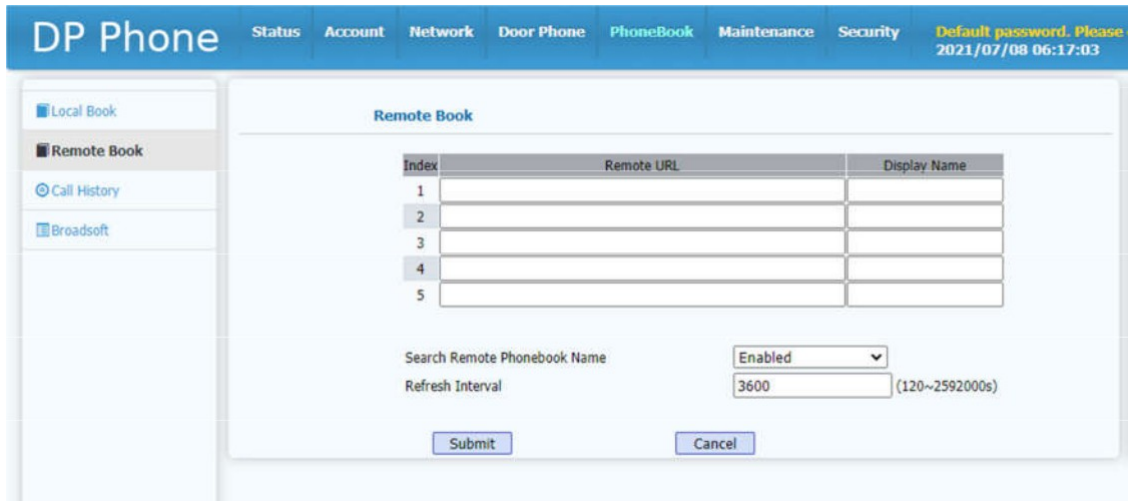 DP Phone
Status Account Network Door Phone PhoneBook Maintenance Security
Default password. Please
2021/07/08 06:17:03
Local Book
Remote Book
Call History
Broadsoft
Remote Book
Index Remote URL Display Name
1
2
3
4
5
Search Remote Phonebook Name Enabled
Refresh Interval 3600 (120~2592000s)
Submit Cancel